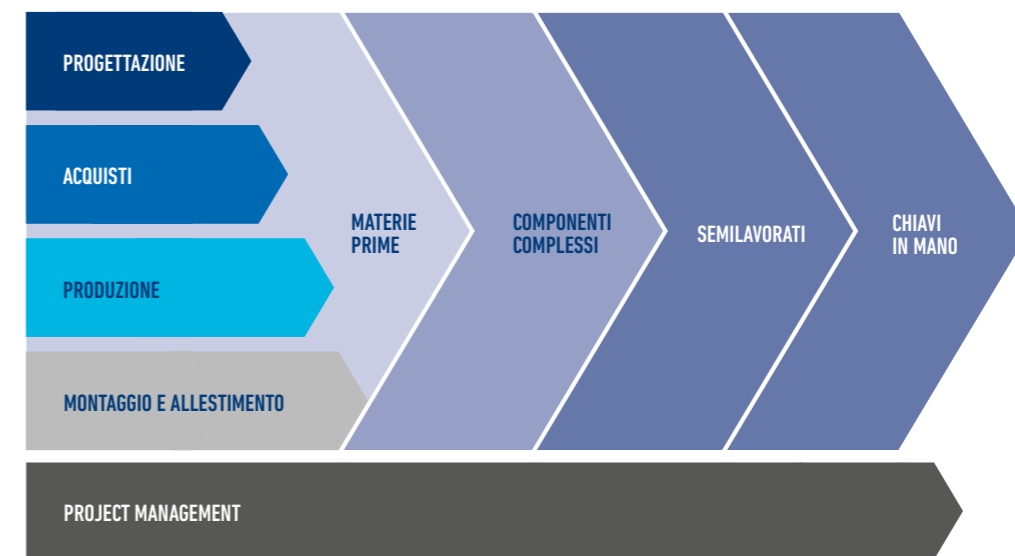 PROGETTAZIONE
ACQUISTI
PRODUZIONE
MONTAGGIO E ALLESTIMENTO
MATERIE
PRIME
COMPONENTI
COMPLESSI
SEMILAVORATI
CHIAVI
IN MANO
PROJECT MANAGEMENT